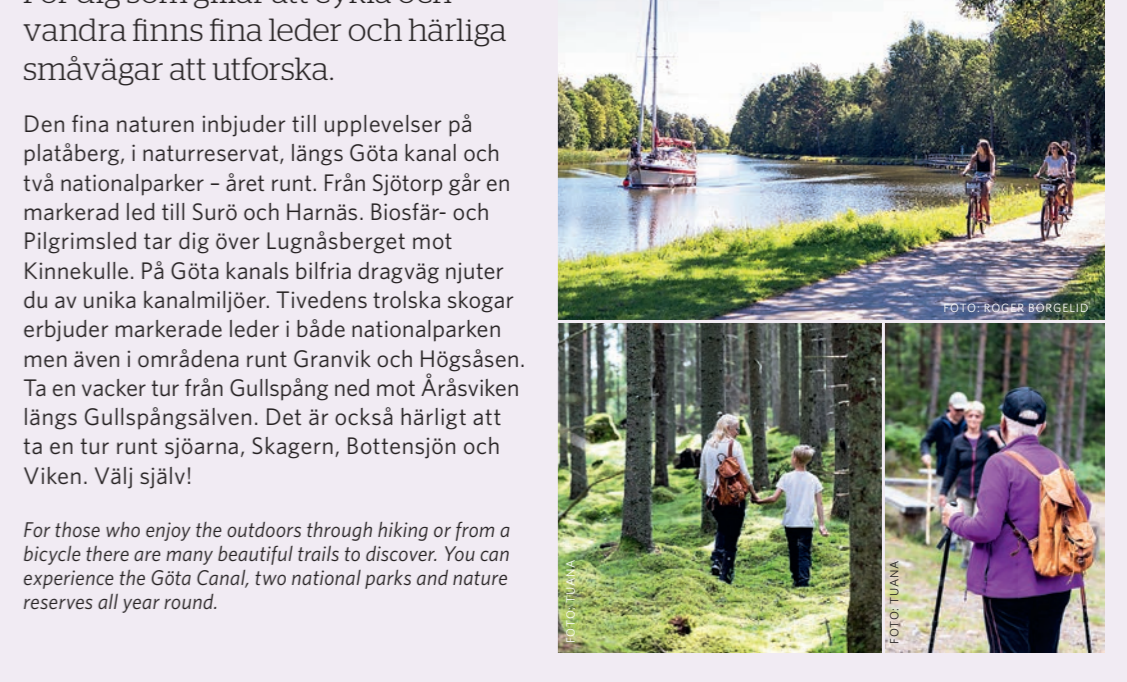 vandra finns fina leder och härliga
småvägar att utforska.
Den fina naturen inbjuder till upplevelser på
platåberg, i naturreservat, längs Göta kanal och
två nationalparker – året runt. Från Sjötorp går en
markerad led till Surö och Harnäs. Biosfär- och
Pilgrimsled tar dig över Lugnåsberget mot
Kinnekulle. På Göta kanals bilfria dragväg njuter
du av unika kanalmiljöer. Tivedens trolska skogar
erbjuder markerade leder i både nationalparken
men även i områdena runt Granvik och Högsåsen.
Ta en vacker tur från Gullspång ned mot Åråsviken
längs Gullspångsälven. Det är också härligt att
ta en tur runt sjöarna, Skagern, Bottensjön och
Viken. Välj själv!
For those who enjoy the outdoors through hiking or from a
bicycle there are many beautiful trails to discover. You can
experience the Göta Canal, two national parks and nature
reserves all year round.
FOTO: ROGER BORGELID
FOTO: TUANA
FOTO: TUANA